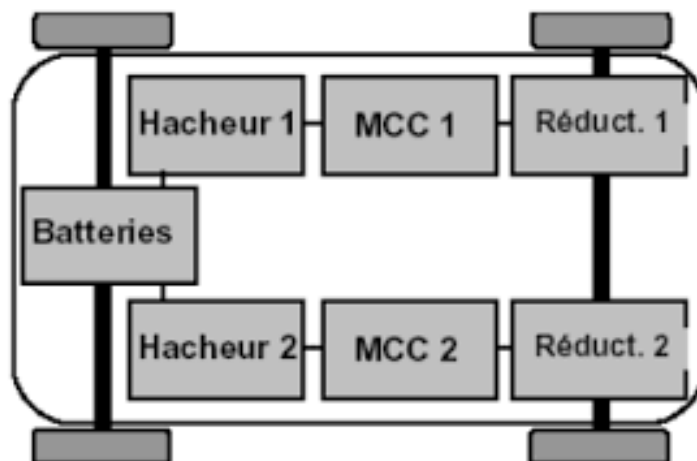 Hacheur 1
MCC 1
Réduct. 1
Batteries
Hacheur 2
MCC 2
Réduct. 2